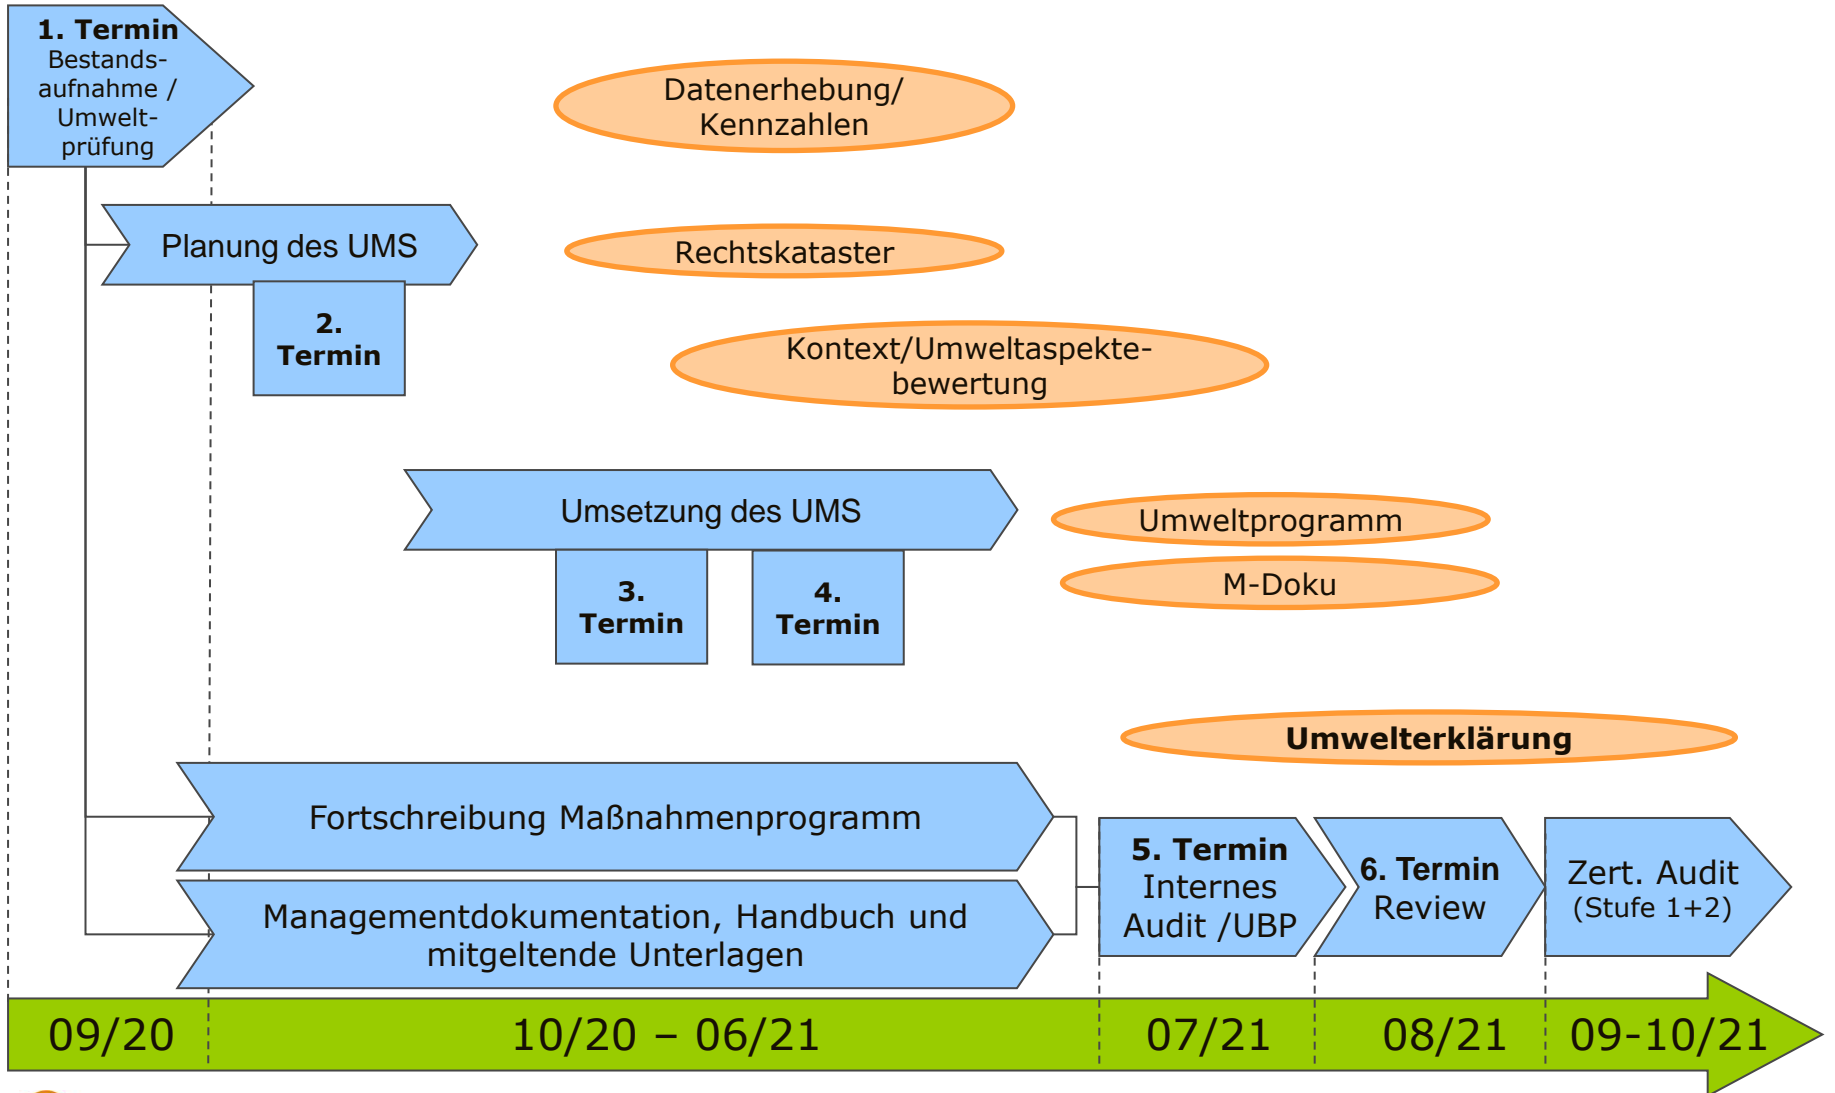 1. Termin
Bestands-
aufnahme /
Umwelt-
prüfung
Datenerhebung/
Kennzahlen
Planung des UMS
Rechtskataster
2.
Termin
Kontext/Umweltaspekte-
bewertung
Umsetzung des UMS
Umweltprogramm
M-Doku
3.
Termin
4.
Termin
Umwelterklärung
Fortschreibung Maßnahmenprogramm
Managementdokumentation, Handbuch und
mitgeltende Unterlagen
5. Termin
Internes
Audit /UBP
6. Termin
Review
Zert. Audit
(Stufe 1+2)
09/20
10/20 – 06/21
07/21
08/21
09-10/21